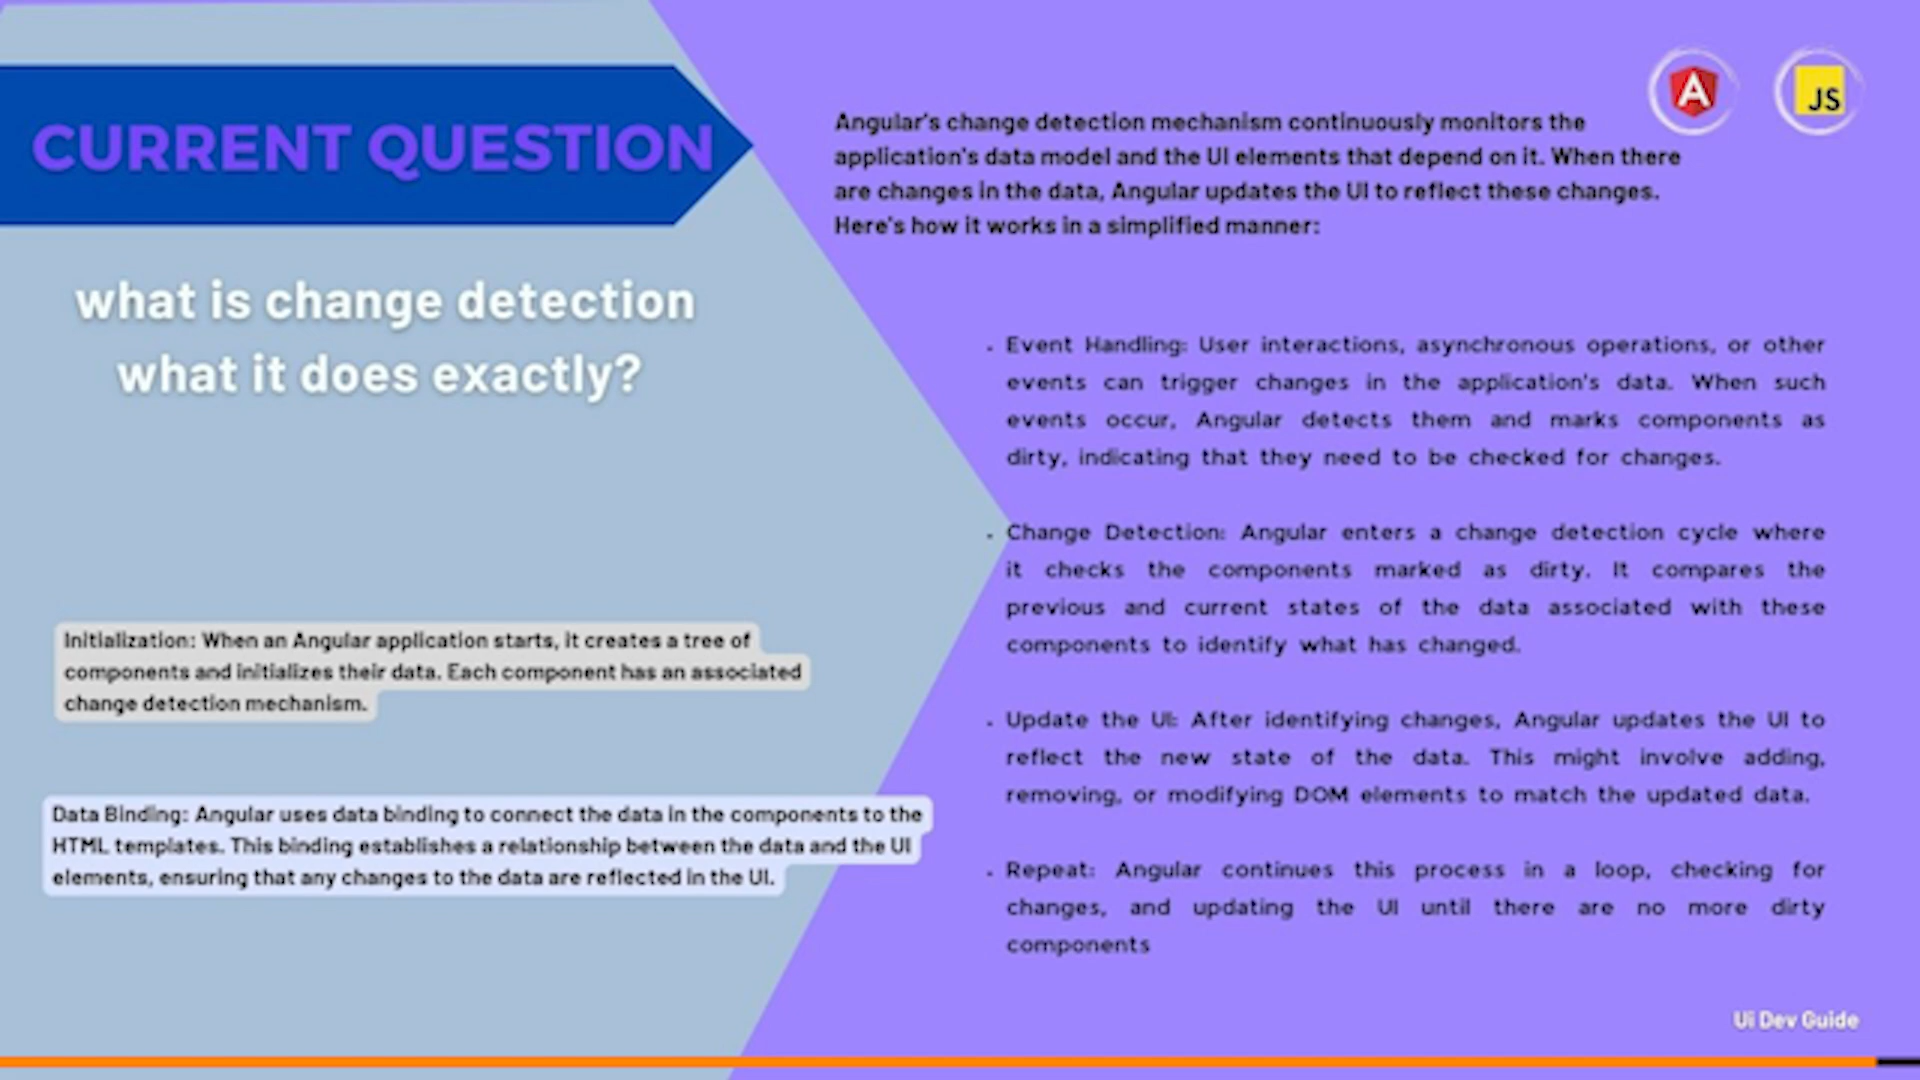 CURRENT QUESTION
what is change detection
what it does exactly?
Initialization: When an Angular application starts, it creates a tree of
components and initializes their data. Each component has an associated
change detection mechanism.
Data Binding: Angular uses data binding to connect the data in the components to the
HTML templates. This binding establishes a relationship between the data and the UI
elements, ensuring that any changes to the data are reflected in the UI.
A
JS
Angular's change detection mechanism continuously monitors the
application's data model and the UI elements that depend on it. When there
are changes in the data, Angular updates the UI to reflect these changes.
Here's how it works in a simplified manner:
. Event Handling: User interactions, asynchronous operations, or other
events can trigger changes in the application's data. When such
events occur, Angular detects them and marks components as
dirty, indicating that they need to be checked for changes.
. Change Detection: Angular enters a change detection cycle where
it checks the components marked as dirty. It compares the
previous and current states of the data associated with these
components to identify what has changed.
. Update the UI: After identifying changes, Angular updates the UI to
reflect the new state of the data. This might involve adding,
removing, or modifying DOM elements to match the updated data.
. Repeat: Angular continues this process in a loop, checking for
changes, and updating the UI until there are no more dirty
components
Ui Dev Guide